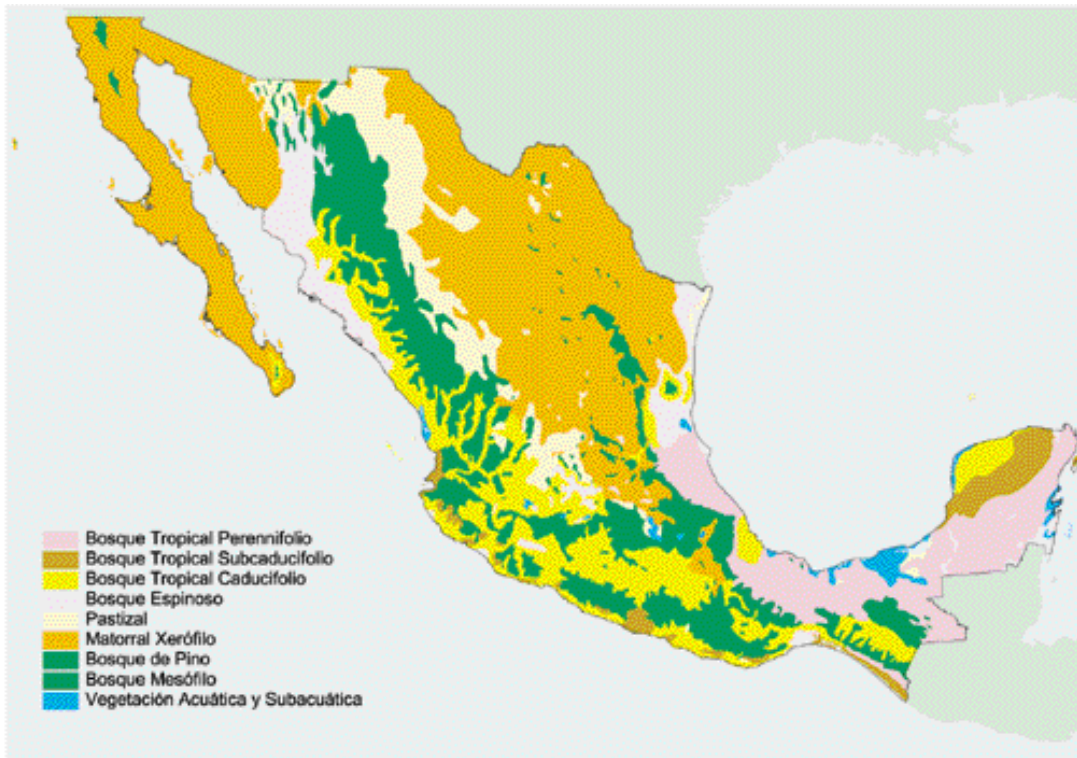 Bosque Tropical Perennifolio
Bosque Tropical Subcaducifolio
Bosque Tropical Caducifolio
Bosque Espinoso
Pastizal
Matorral Xerófilo
Bosque de Pino
Bosque Mesófilo
Vegetación Acuática y Subacuática